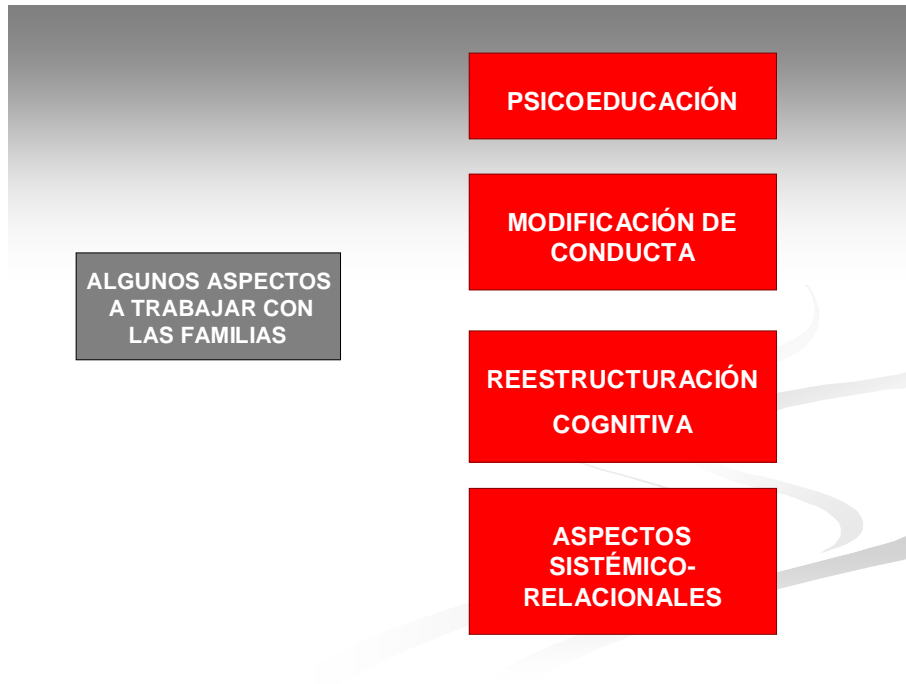 PSICOEDUCACIÓN
MODIFICACIÓN DE
CONDUCTA
ALGUNOS ASPECTOS
A TRABAJAR CON
LAS FAMILIAS
REESTRUCTURACIÓN
COGNITIVA
ASPECTOS
SISTÉMICO-
RELACIONALES